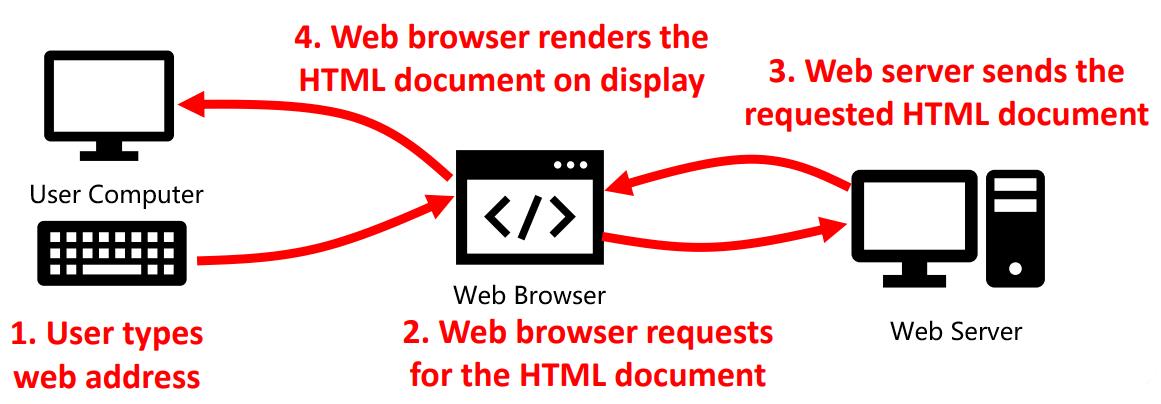 4. Web browser renders the
HTML document on display
3. Web server sends the
requested HTML document
User Computer
</>
Web Browser
1. User types
web address
2. Web browser requests
for the HTML document
Web Server